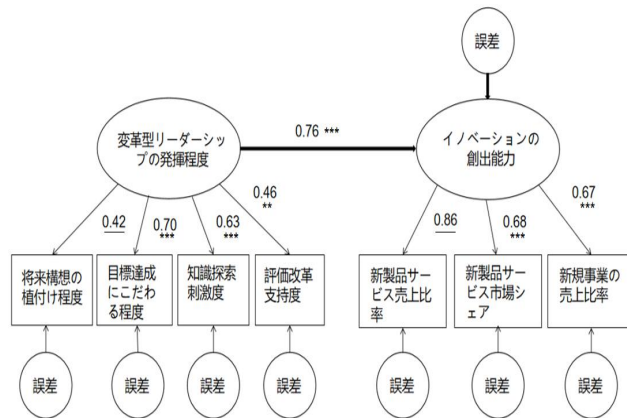 誤差
変革型リーダーシッ
プの発揮程度
0.76 ***
イノベーションの
創出能力
0.42
0.70
***
0.63
***
0.46
**
0.86
0.68
***
0.67
***
将来構想の
植付け程度
目標達成
にこだわ
る程度
知識探索
刺激度
評価改革
支持度
新製品サー
ビス売上比
率
新製品サー
ビス市場シ
ェア
新規事業の
売上比率
誤差
誤差
誤差
誤差
誤差
誤差
誤差